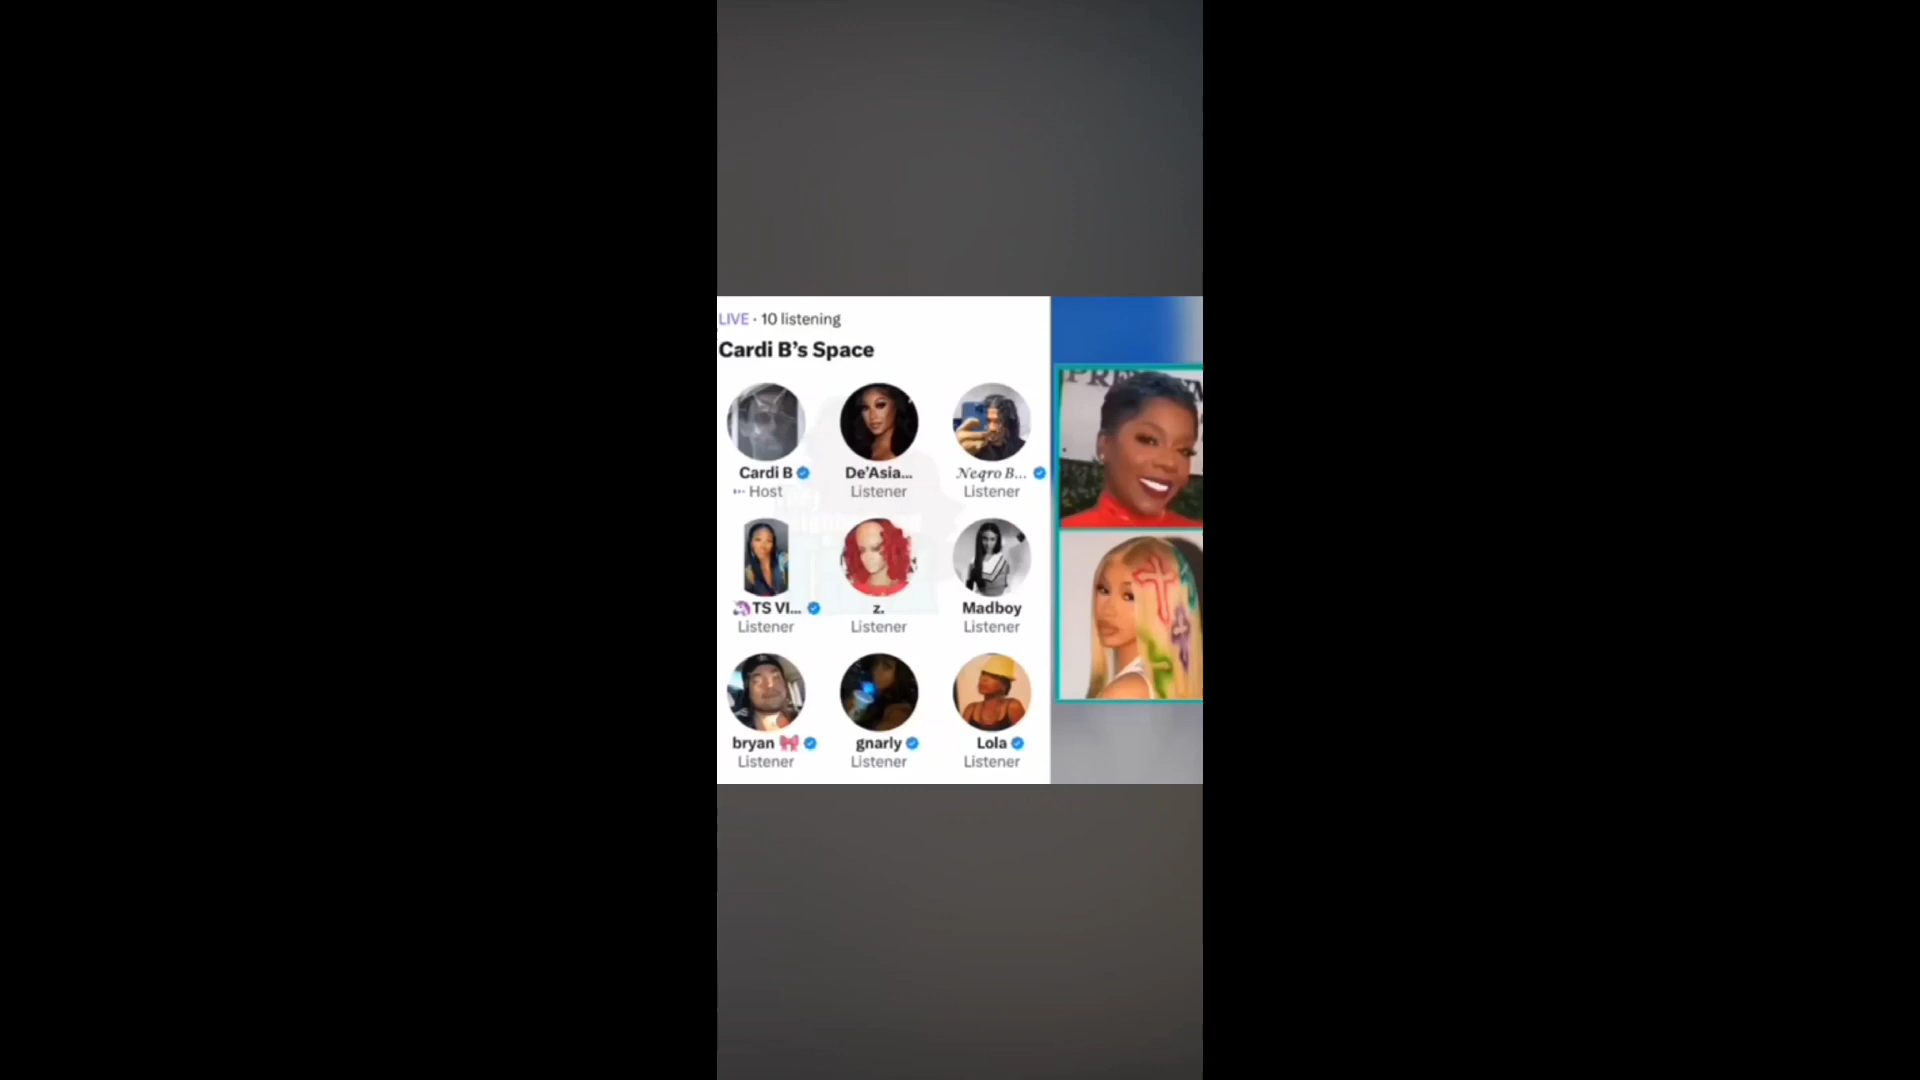 LIVE · 10 listening
Cardi B's Space
Cardi B
De'Asia...
Neqro B...
Host
Listener
Listener
TS VI...
z.
Madboy
Listener
Listener
Listener
bryan
gnarly
Lola
Listener
Listener
Listener